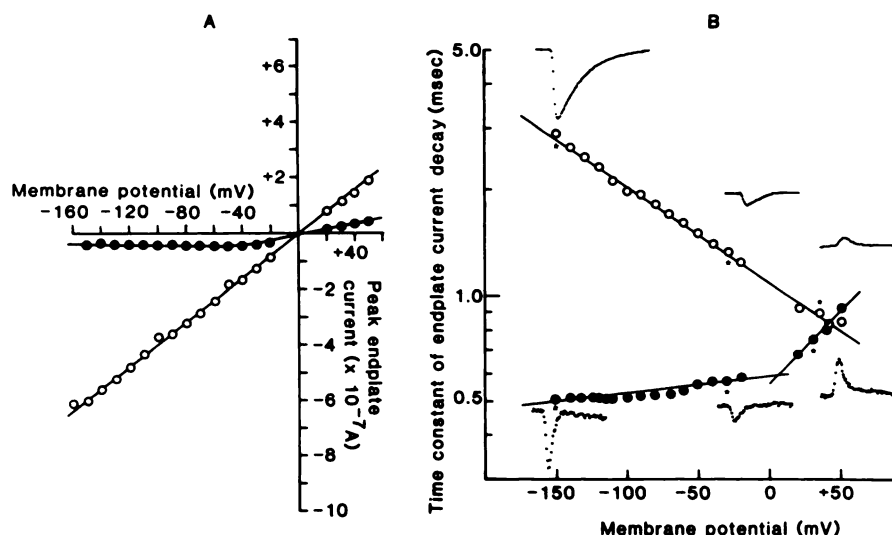 A
+6
+4
+2
Membrane potential (mV)
-160 -120 -80 -40
+40
-2
-4
-6
-8
-10
Peak endplate
current (x 10⁻⁷A)
B
Time constant of endplate current decay (msec)
5.0
1.0
0.5
-150 -100 -50 0 +50
Membrane potential (mV)